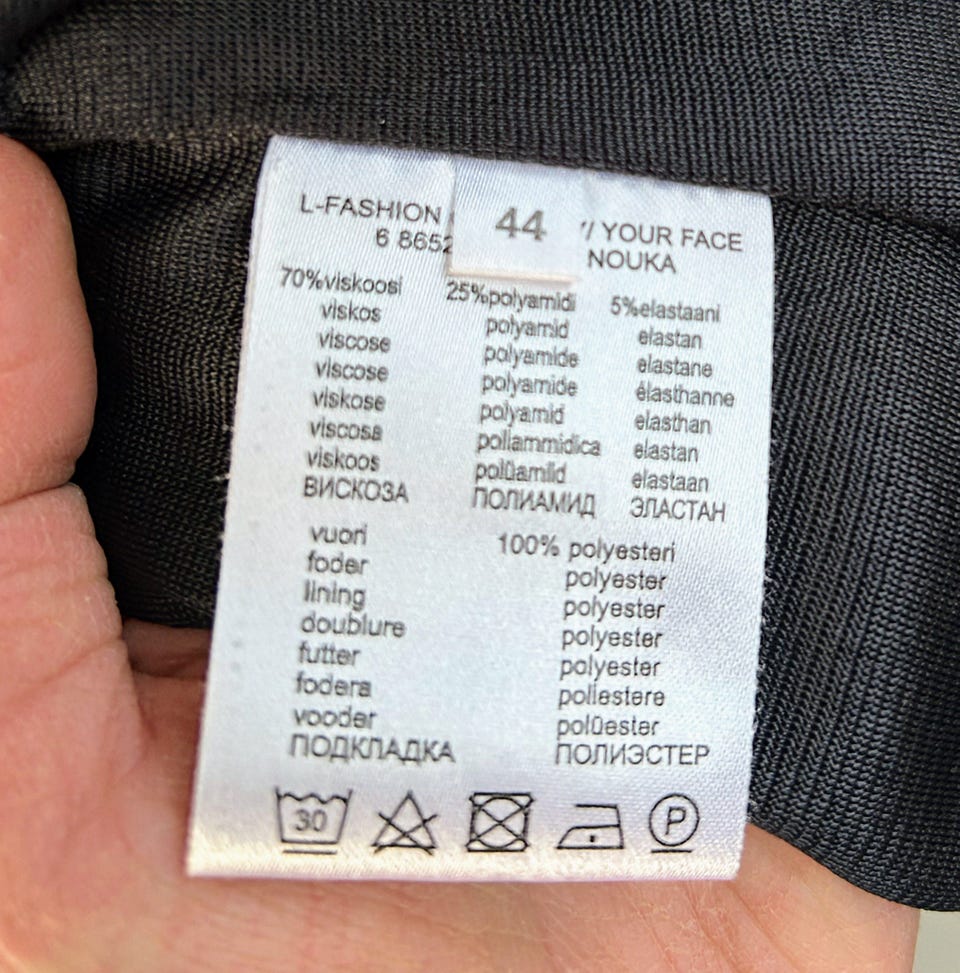 44
L-FASHION // YOUR FACE
6 8652 NOUKA
70%viskoosi 25%polyamidi 5%elastaani
viskos polyamid elastan
viscose polyamide elastane
viscose polyamide élasthanne
viskose polyamid elasthan
viscosa poliammidica elastan
viskoos polüamiid elastaan
ВИСКОЗА ПОЛИАМИД ЭЛАСТАН
vuori 100% polyesteri
foder polyester
lining polyester
doublure polyester
futter polyester
fodera poliestere
vooder polüester
ПОДКЛАДКА ПОЛИЭСТЕР
30 P